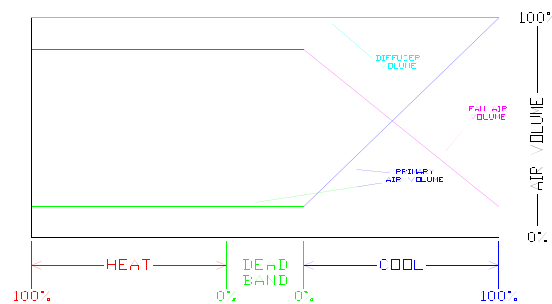 100%
DIFFUCER
VOLUME
FAN AIR
VOLUME
PRIMARY
AIR VOLUME
AIR VOLUME
0%
HEAT
DEAD
BAND
COOL
100%
0%
0%
100%